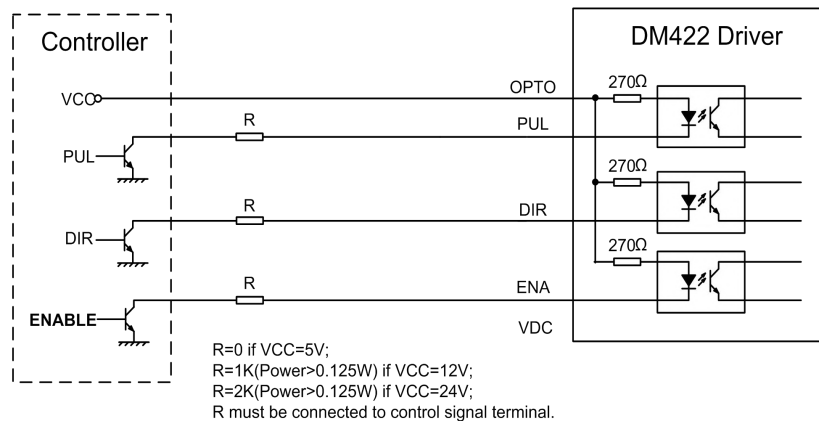 Controller
DM422 Driver
VCC
OPTO
270Ω
PUL
R
PUL
270Ω
DIR
R
DIR
270Ω
ENABLE
R
ENA
VDC
R=0 if VCC=5V;
R=1K(Power>0.125W) if VCC=12V;
R=2K(Power>0.125W) if VCC=24V;
R must be connected to control signal terminal.